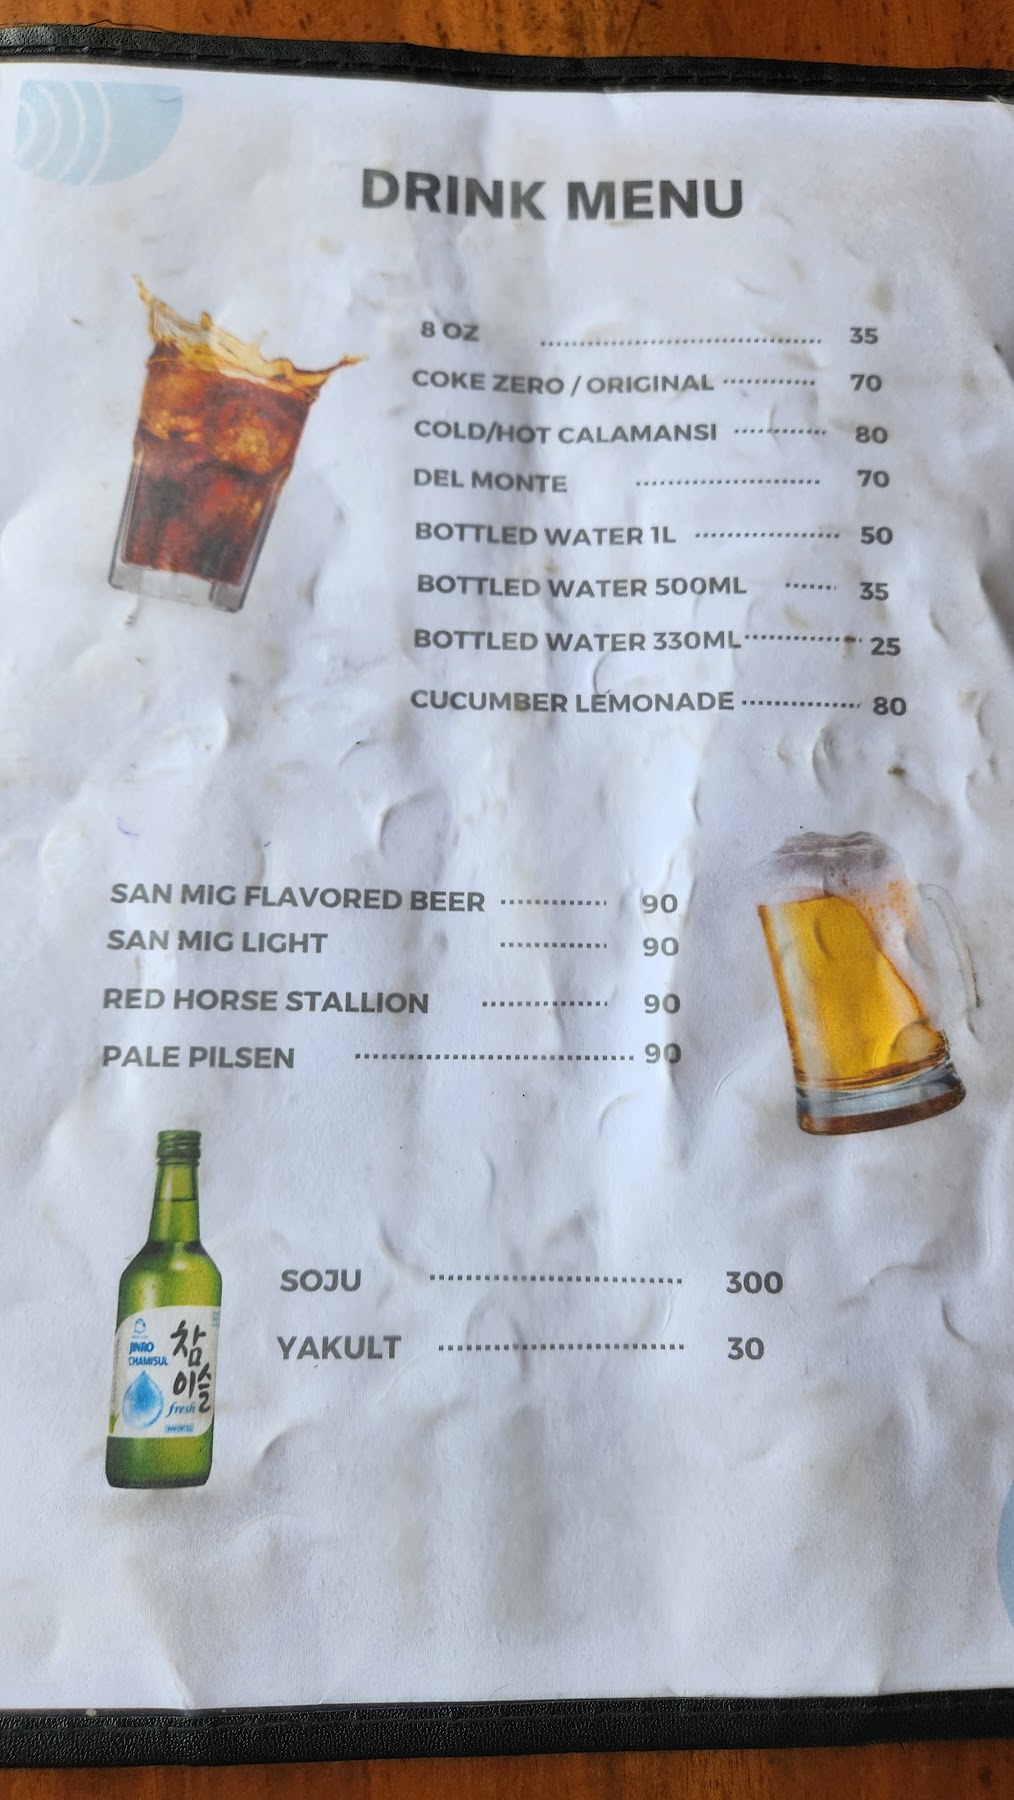 DRINK MENU
8 OZ ........................ 35
COKE ZERO / ORIGINAL ............ 70
COLD/HOT CALAMANSI ............ 80
DEL MONTE ........................ 70
BOTTLED WATER 1L .................. 50
BOTTLED WATER 500ML ...... 35
BOTTLED WATER 330ML ............... 25
CUCUMBER LEMONADE ............... 80
SAN MIG FLAVORED BEER ............ 90
SAN MIG LIGHT ............ 90
RED HORSE STALLION ............... 90
PALE PILSEN .................................... 90
SOJU .............................. 300
YAKULT .............................. 30
JINRO
CHAMISUL
참
이슬
fresh